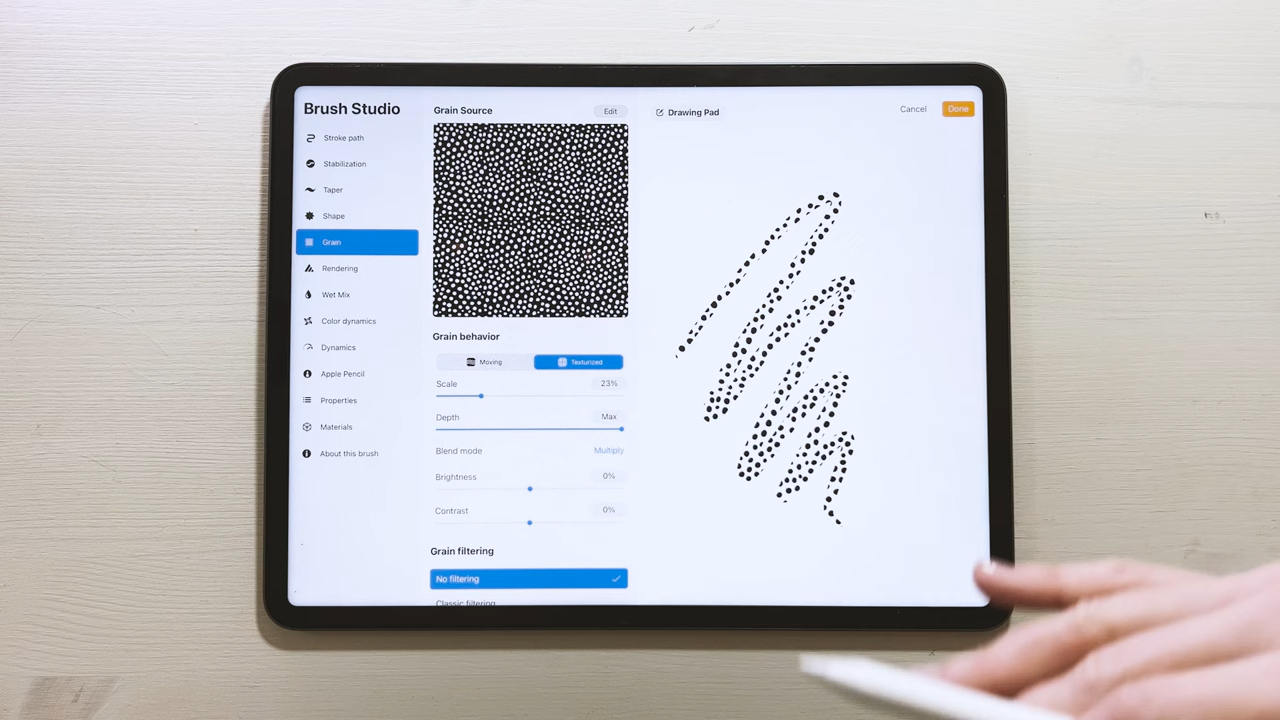 Brush Studio
Stroke path
Stabilization
Taper
Shape
Grain
Rendering
Wet Mix
Color dynamics
Dynamics
Apple Pencil
Properties
Materials
About this brush
Grain Source
Edit
Grain behavior
Moving
Texturized
Scale
23%
Depth
Max
Blend mode
Multiply
Brightness
0%
Contrast
0%
Grain filtering
No filtering
Classic filtering
Drawing Pad
Cancel
Done